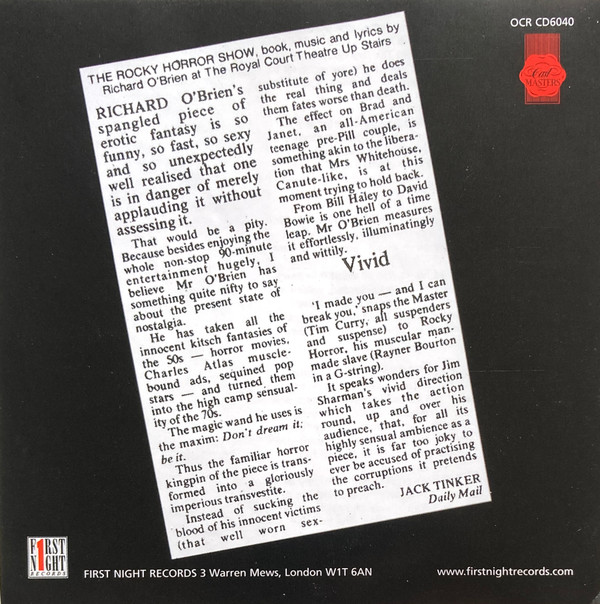 OCR CD6040
Cast
MASTERS
THE ROCKY HORROR SHOW, book, music and lyrics by
Richard O'Brien at The Royal Court Theatre Up Stairs
RICHARD O'Brien's
spangled piece of
erotic fantasy is so
funny, so fast, so sexy
and so unexpectedly
well realised that one
is in danger of merely
applauding it without
assessing it.
That would be a pity.
Because besides enjoying the
whole non-stop 90-minute
entertainment hugely, I
believe Mr O'Brien has
something quite nifty to say
about the present state of
nostalgia.
He has taken all the
innocent kitsch fantasies of
the 50s — horror movies,
Charles Atlas muscle-
bound ads, sequined pop
stars — and turned them
into the high camp sensual-
ity of the 70s.
The magic wand he uses is
the maxim: Don't dream it:
be it.
Thus the familiar horror
kingpin of the piece is trans-
formed into a gloriously
imperious transvestite.
Instead of sucking the
blood of his innocent victims
(that well worn sex-
substitute of yore) he does
the real thing and deals
them fates worse than death.
The effect on Brad and
Janet, an all-American
teenage pre-Pill couple, is
something akin to the libera-
tion that Mrs Whitehouse,
Canute-like, is at this
moment trying to hold back.
From Bill Haley to David
Bowie is one hell of a time
leap. Mr O'Brien measures
it effortlessly, illuminatingly
and wittily.
Vivid
'I made you — and I can
break you,' snaps the Master
(Tim Curry, all suspenders
and suspense) to Rocky
Horror, his muscular man-
made slave (Rayner Bourton
in a G-string).
It speaks wonders for Jim
Sharman's vivid direction
which takes the action
round, up and over his
audience, that, for all its
highly sensual ambience as a
piece, it is far too joky to
ever be accused of practising
the corruptions it pretends
to preach.
JACK TINKER
Daily Mail
F1RST
NIGHT
RECORDS
FIRST NIGHT RECORDS 3 Warren Mews, London W1T 6AN
www.firstnightrecords.com